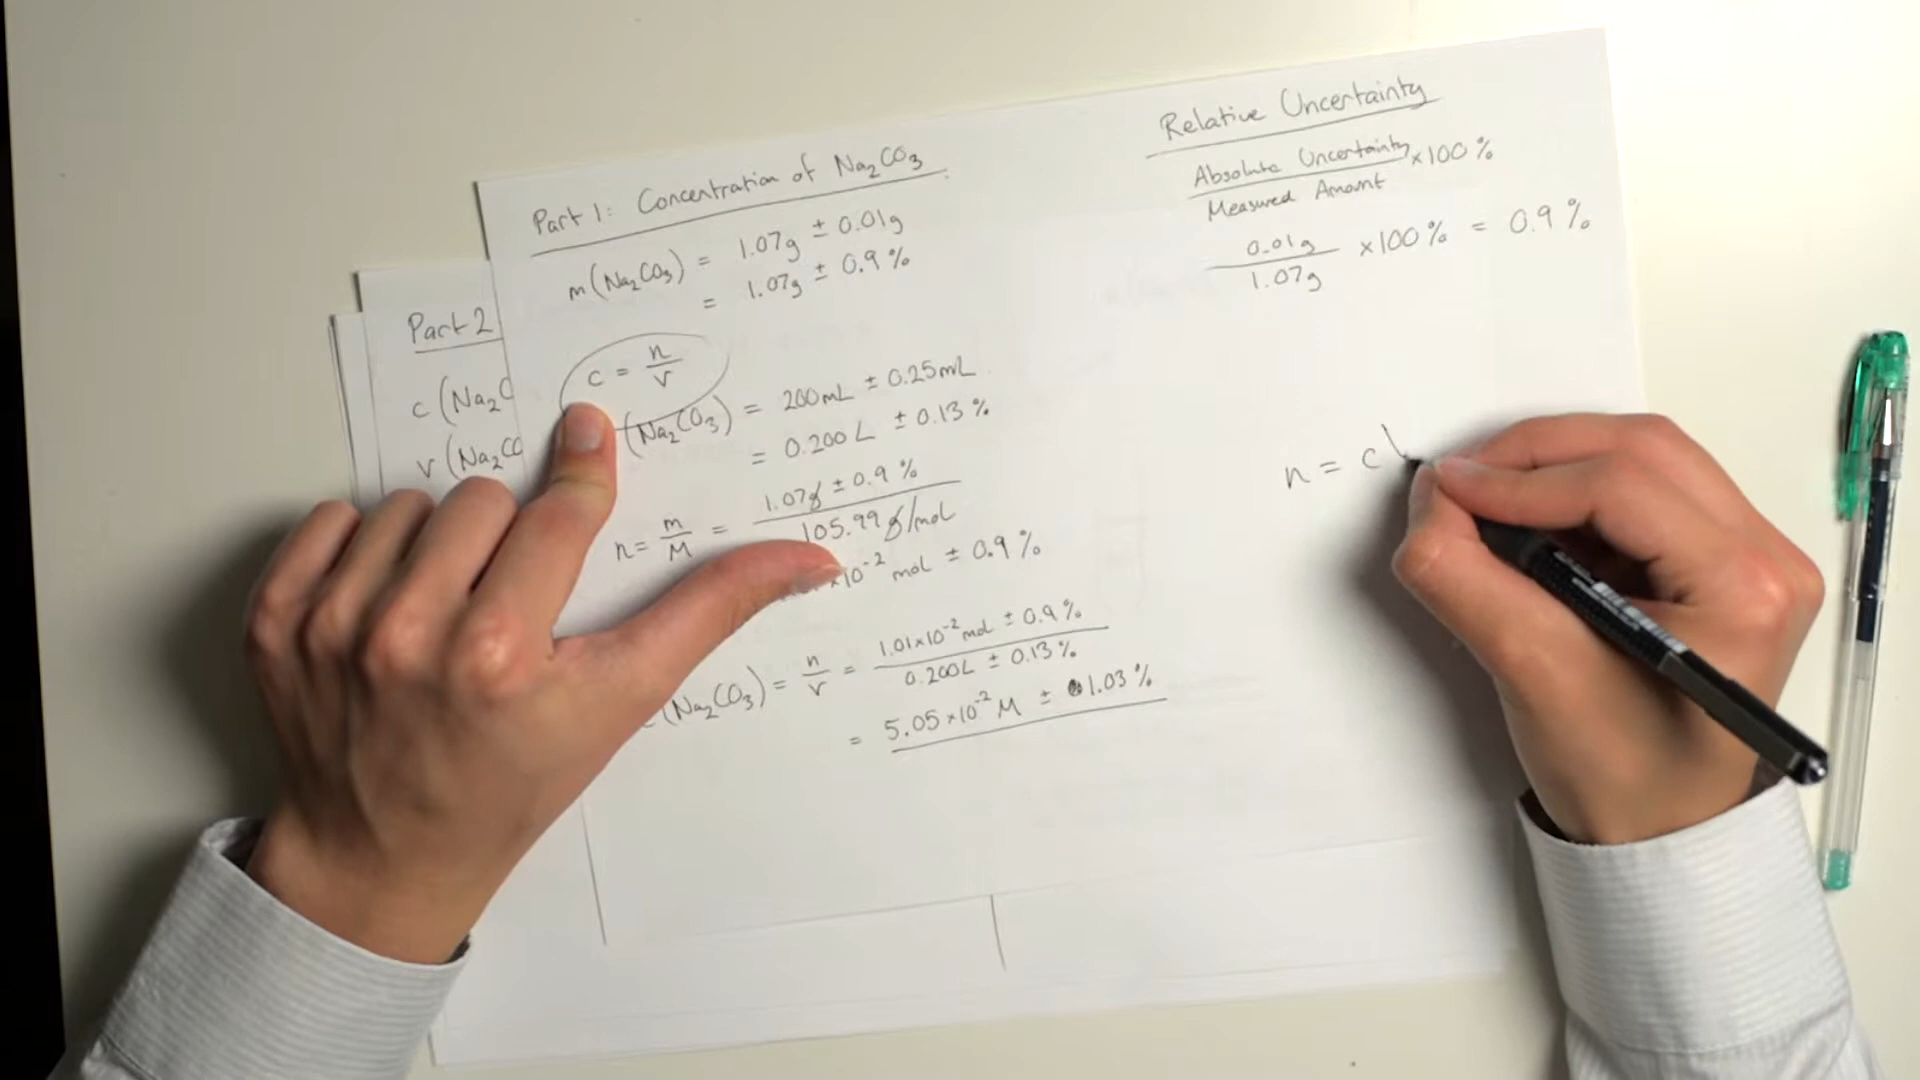 Relative Uncertainty
Absolute Uncertainty ×100 %
Measured Amount
0.01g ×100 % = 0.9 %
1.07g
n = c
Part 1: Concentration of Na₂CO₃
m(Na₂CO₃) = 1.07g ± 0.01g
= 1.07g ± 0.9 %
c = n
v
(Na₂CO₃) = 200mL ± 0.25mL
= 0.200 L ± 0.13 %
n = m = 1.07g ± 0.9 %
M 105.99 g/mol
×10⁻² mol ± 0.9 %
(Na₂CO₃) = n = 1.01×10⁻² mol ± 0.9 %
v 0.200L ± 0.13 %
= 5.05×10⁻² M ± 1.03 %
Part 2
c (Na₂C
v (Na₂CO